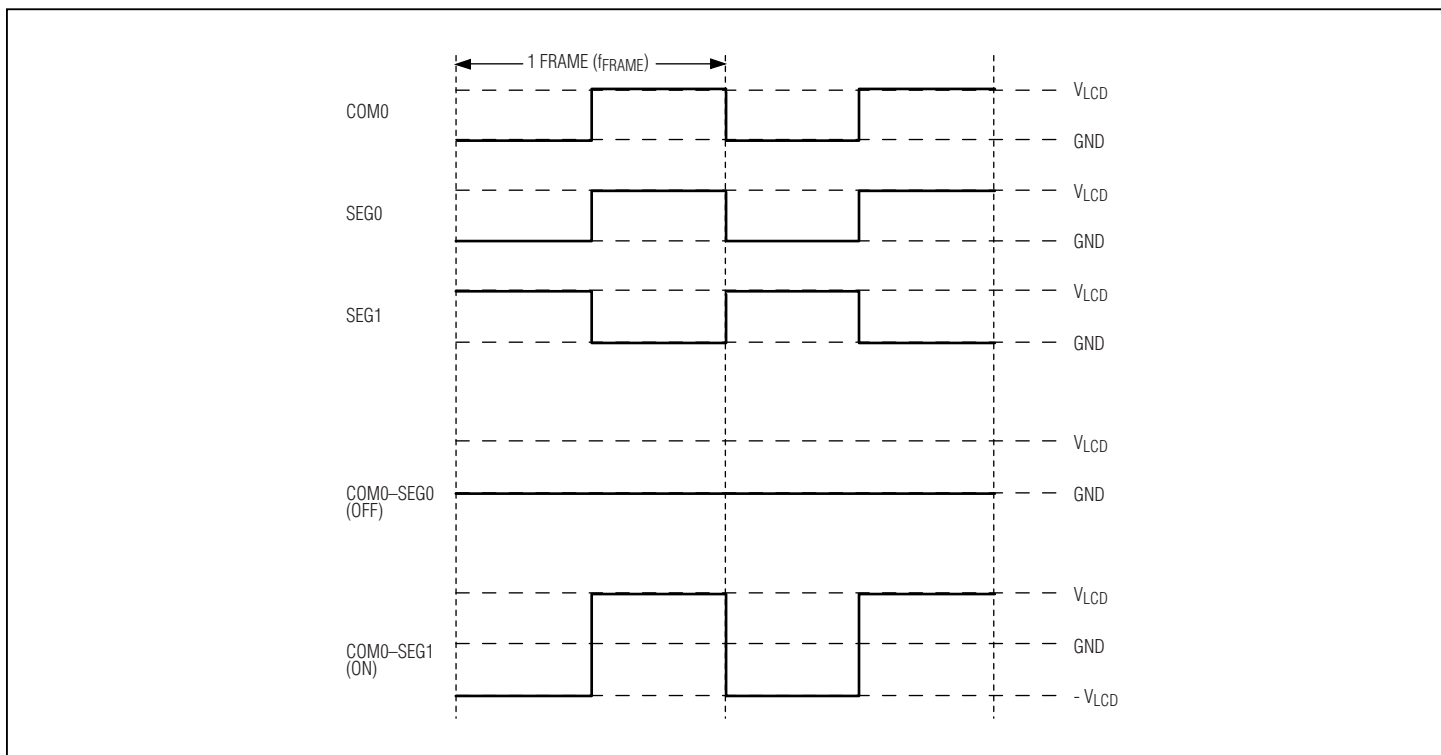 1 FRAME (fFRAME)
COM0
VLCD
GND
SEG0
VLCD
GND
SEG1
VLCD
GND
VLCD
COM0–SEG0
(OFF)
GND
VLCD
COM0–SEG1
(ON)
GND
- VLCD